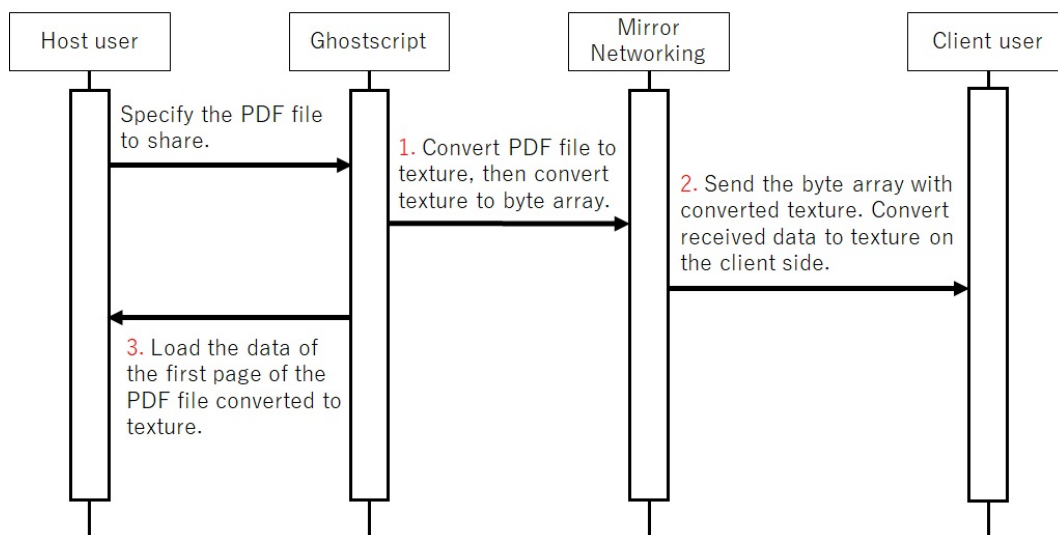 Host user
Ghostscript
Mirror
Networking
Client user
Specify the PDF file
to share.
1. Convert PDF file to
texture, then convert
texture to byte array.
2. Send the byte array with
converted texture. Convert
received data to texture on
the client side.
3. Load the data of
the first page of the
PDF file converted to
texture.